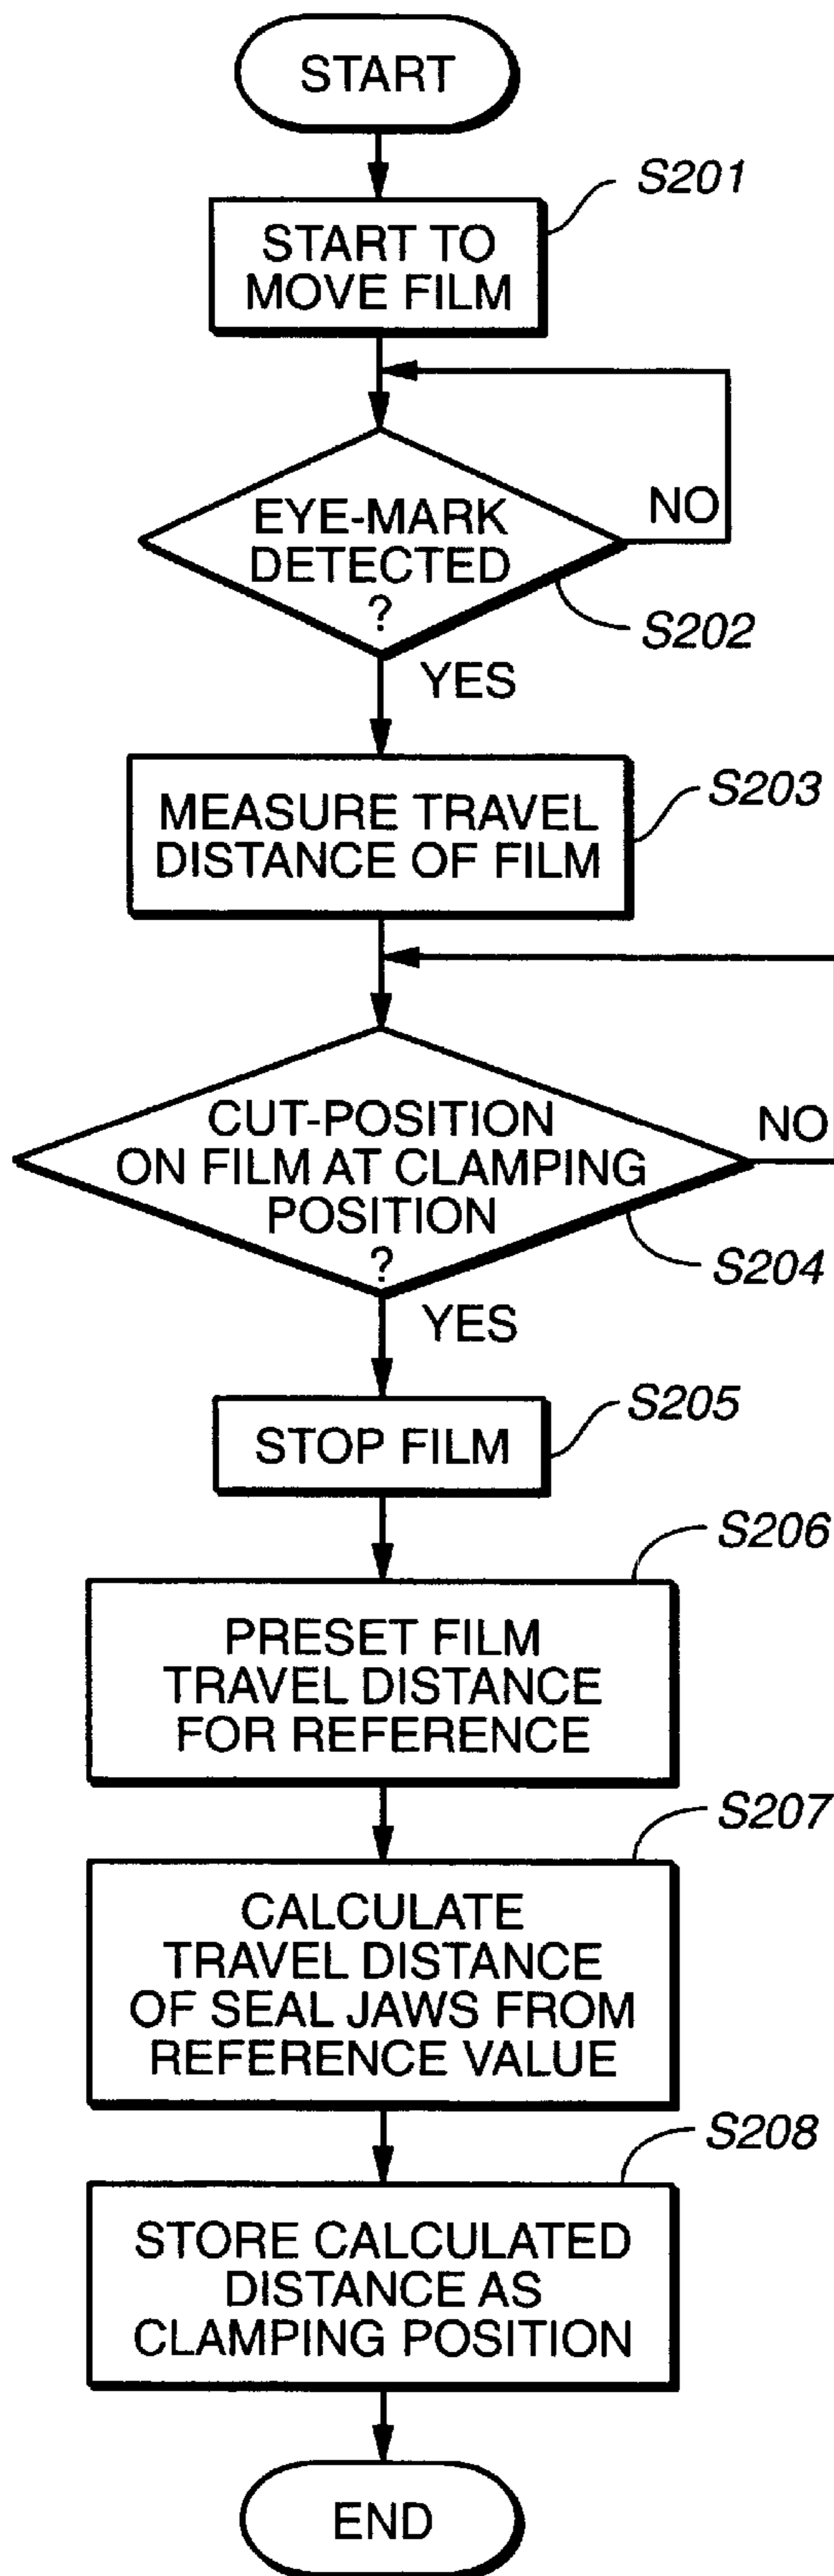 START
S201
START TO
MOVE FILM
NO
EYE-MARK
DETECTED
?
S202
YES
S203
MEASURE TRAVEL
DISTANCE OF FILM
NO
CUT-POSITION
ON FILM AT CLAMPING
POSITION
?
S204
YES
S205
STOP FILM
S206
PRESET FILM
TRAVEL DISTANCE
FOR REFERENCE
S207
CALCULATE
TRAVEL DISTANCE
OF SEAL JAWS FROM
REFERENCE VALUE
S208
STORE CALCULATED
DISTANCE AS
CLAMPING POSITION
END